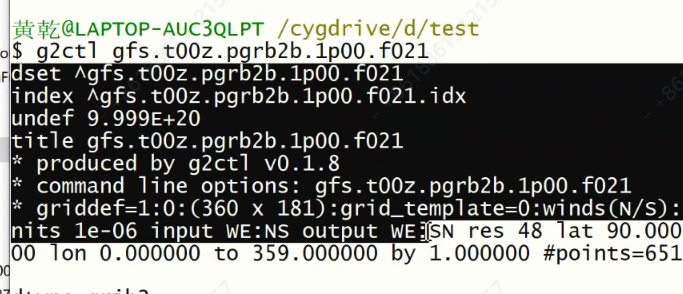 黃乾@LAPTOP-AUC3QLPT /cygdrive/d/test
$ g2ctl gfs.t00z.pgrb2b.1p00.f021
dset ^gfs.t00z.pgrb2b.1p00.f021
index ^gfs.t00z.pgrb2b.1p00.f021.idx
undef 9.999E+20
title gfs.t00z.pgrb2b.1p00.f021
* produced by g2ctl v0.1.8
* command line options: gfs.t00z.pgrb2b.1p00.f021
* griddef=1:0:(360 x 181):grid_template=0:winds(N/S):
nits 1e-06 input WE:NS output WE:SN res 48 lat 90.000
00 lon 0.000000 to 359.000000 by 1.000000 #points=651